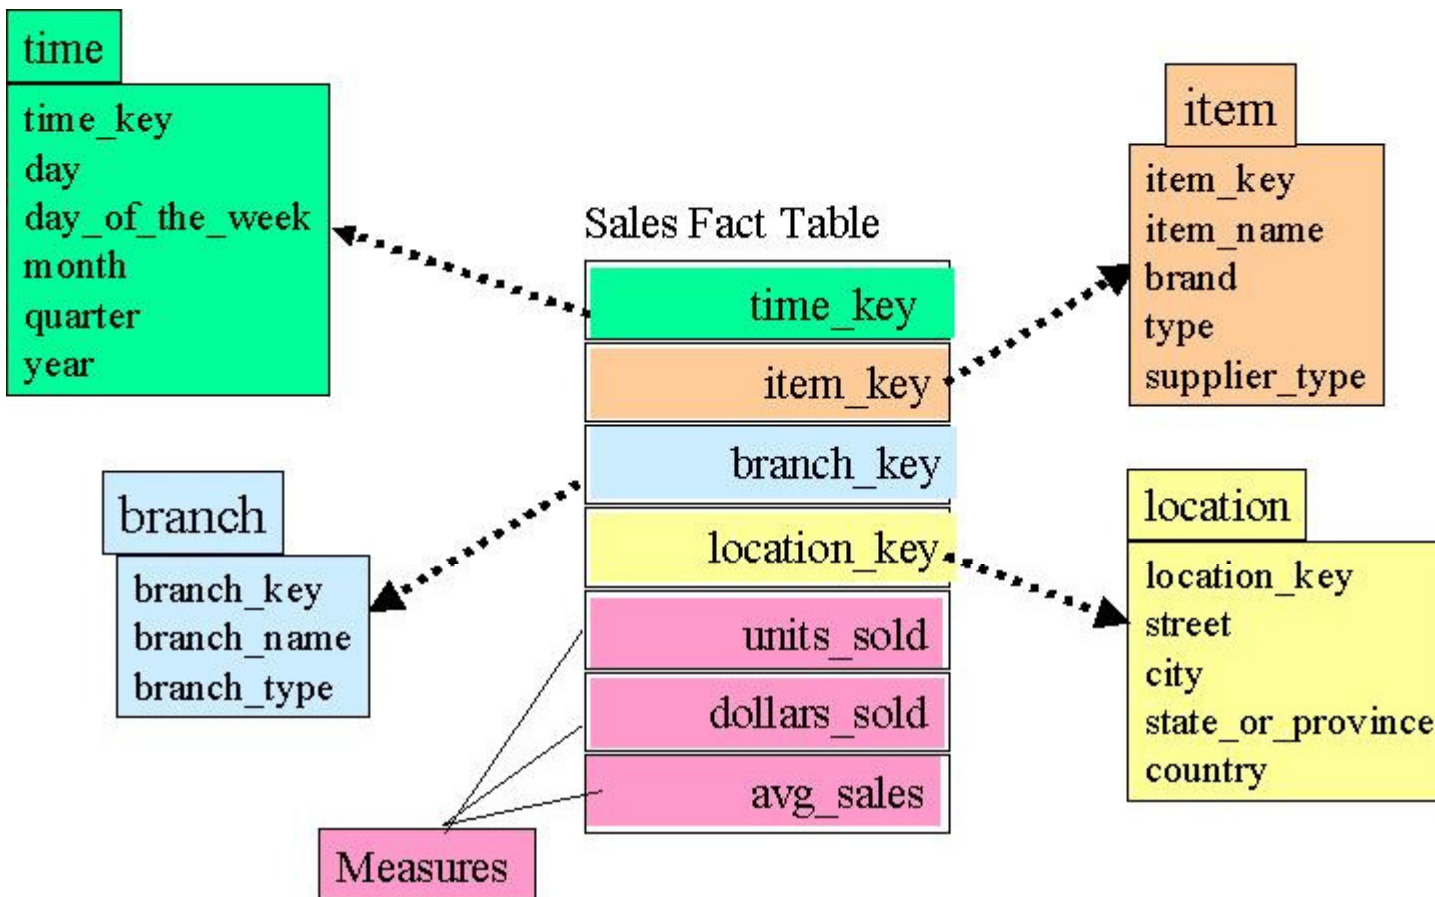 time
time_key
day
day_of_the_week
month
quarter
year
item
item_key
item_name
brand
type
supplier_type
Sales Fact Table
time_key
item_key
branch_key
location_key
units_sold
dollars_sold
avg_sales
branch
branch_key
branch_name
branch_type
location
location_key
street
city
state_or_province
country
Measures